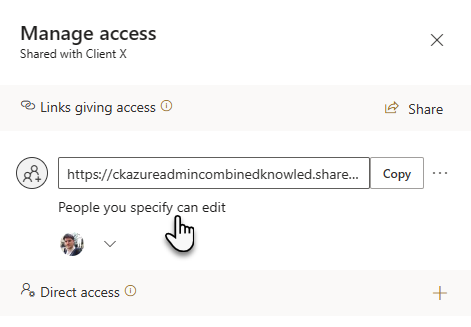 Manage access
Shared with Client X
Links giving access
Share
https://ckazureadmincombinedknowled.share...
Copy
People you specify can edit
Direct access